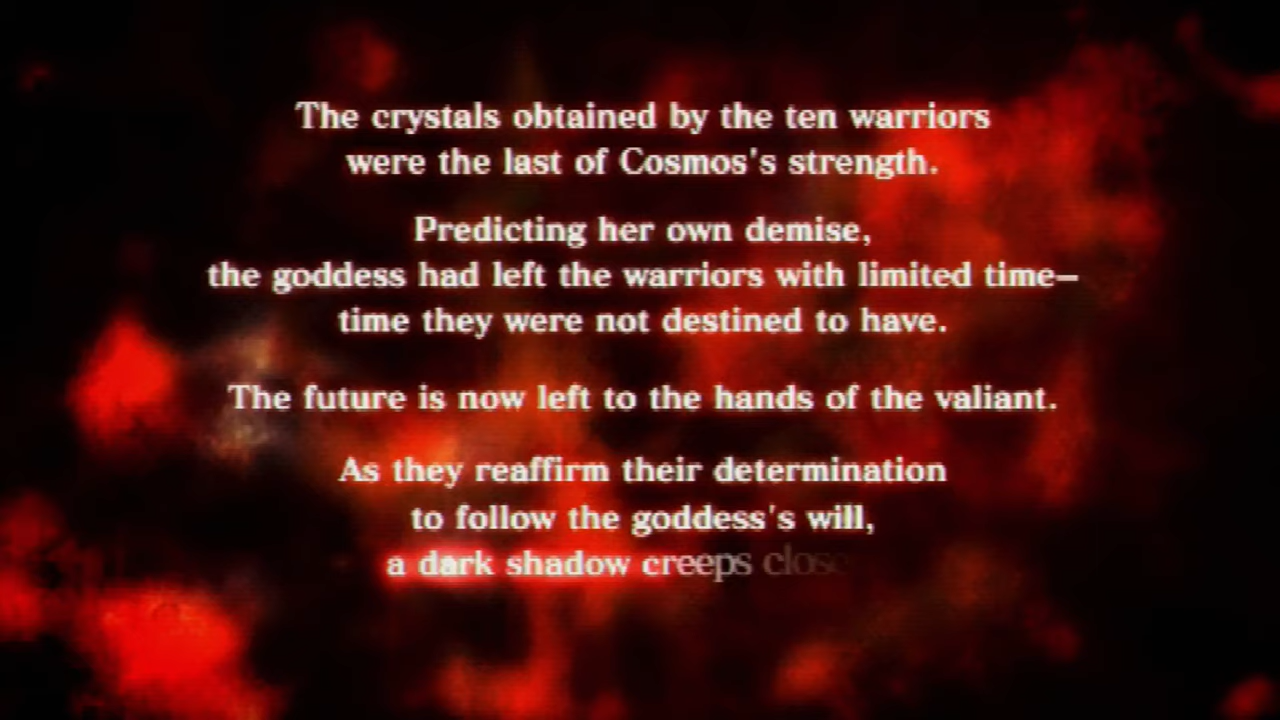 The crystals obtained by the ten warriors
were the last of Cosmos's strength.
Predicting her own demise,
the goddess had left the warriors with limited time—
time they were not destined to have.
The future is now left to the hands of the valiant.
As they reaffirm their determination
to follow the goddess's will,
a dark shadow creeps close